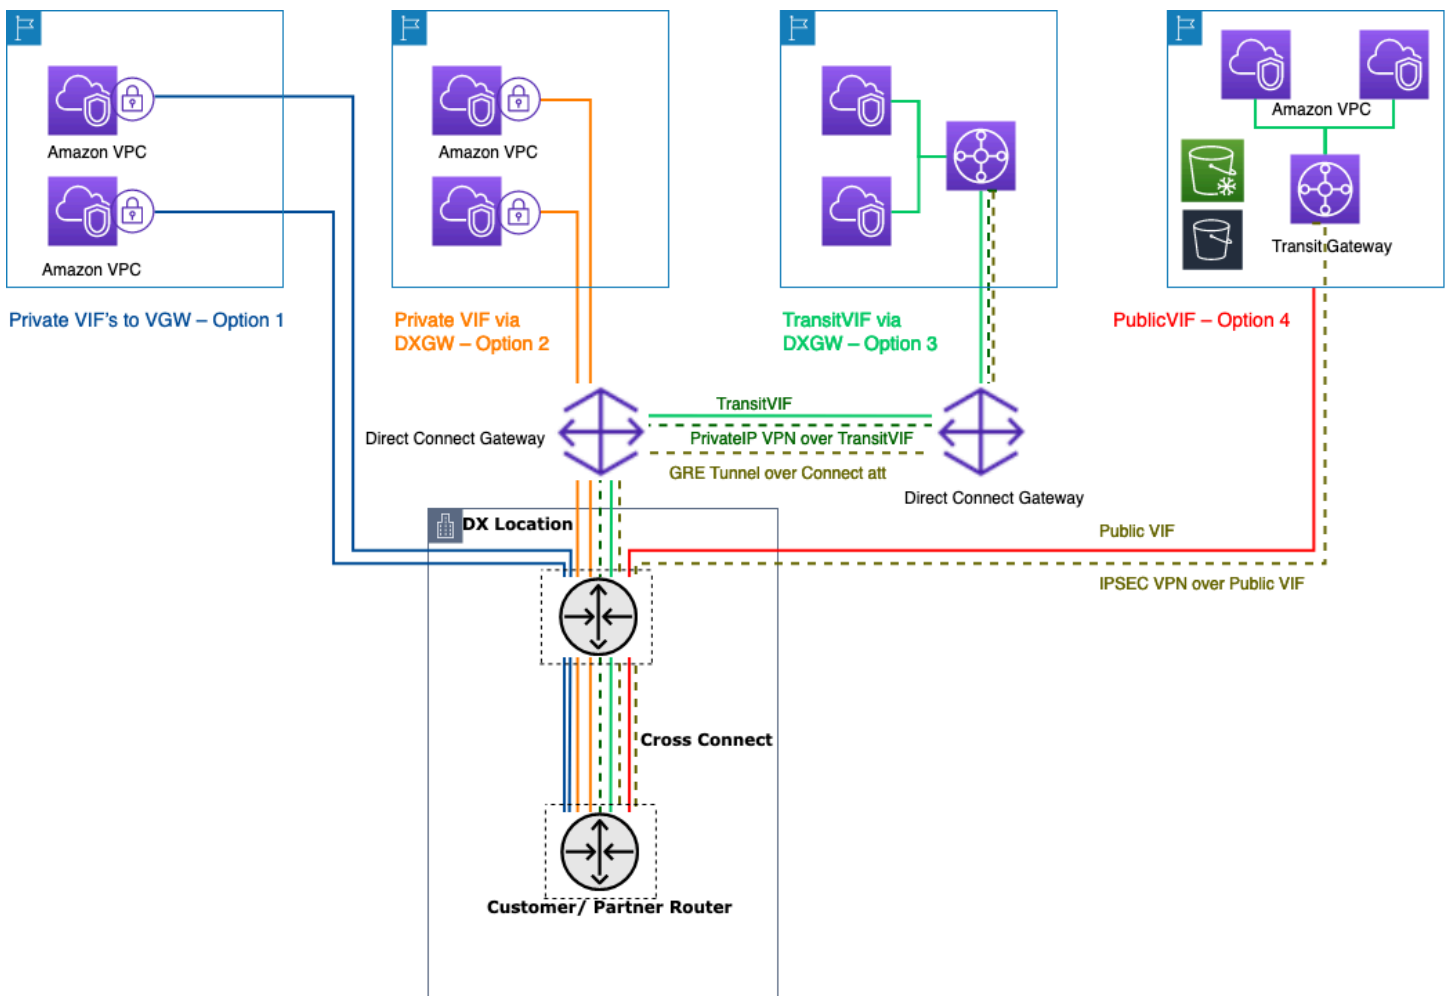 Amazon VPC
Amazon VPC
Private VIF's to VGW – Option 1
Amazon VPC
Private VIF via
DXGW – Option 2
TransitVIF via
DXGW – Option 3
Amazon VPC
Transit Gateway
PublicVIF – Option 4
Direct Connect Gateway
TransitVIF
PrivateIP VPN over TransitVIF
GRE Tunnel over Connect att
Direct Connect Gateway
DX Location
Public VIF
IPSEC VPN over Public VIF
Cross Connect
Customer/ Partner Router